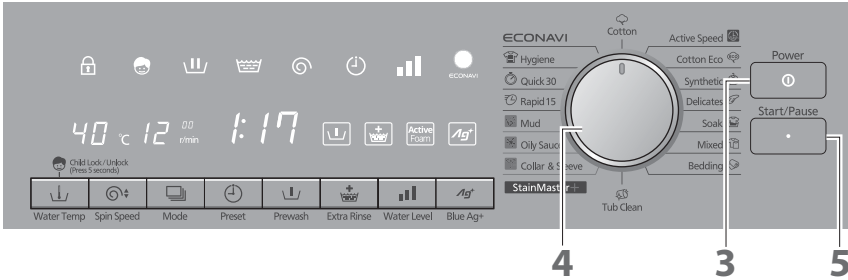 ECONAVI
40 °C 12 00 r/min 1:17
Active Foam
Ag+
Child Lock/Unlock
(Press 5 seconds)
Ag+
Water Temp Spin Speed Mode Preset Prewash Extra Rinse Water Level Blue Ag+
ECONAVI
Hygiene
Quick 30
Rapid 15
Mud
Oily Sauce
Collar & Sleeve
StainMaster+
Cotton
Tub Clean
Active Speed
Cotton Eco
Synthetic
Delicates
Soak
Mixed
Bedding
Power
Start/Pause
4 3 5